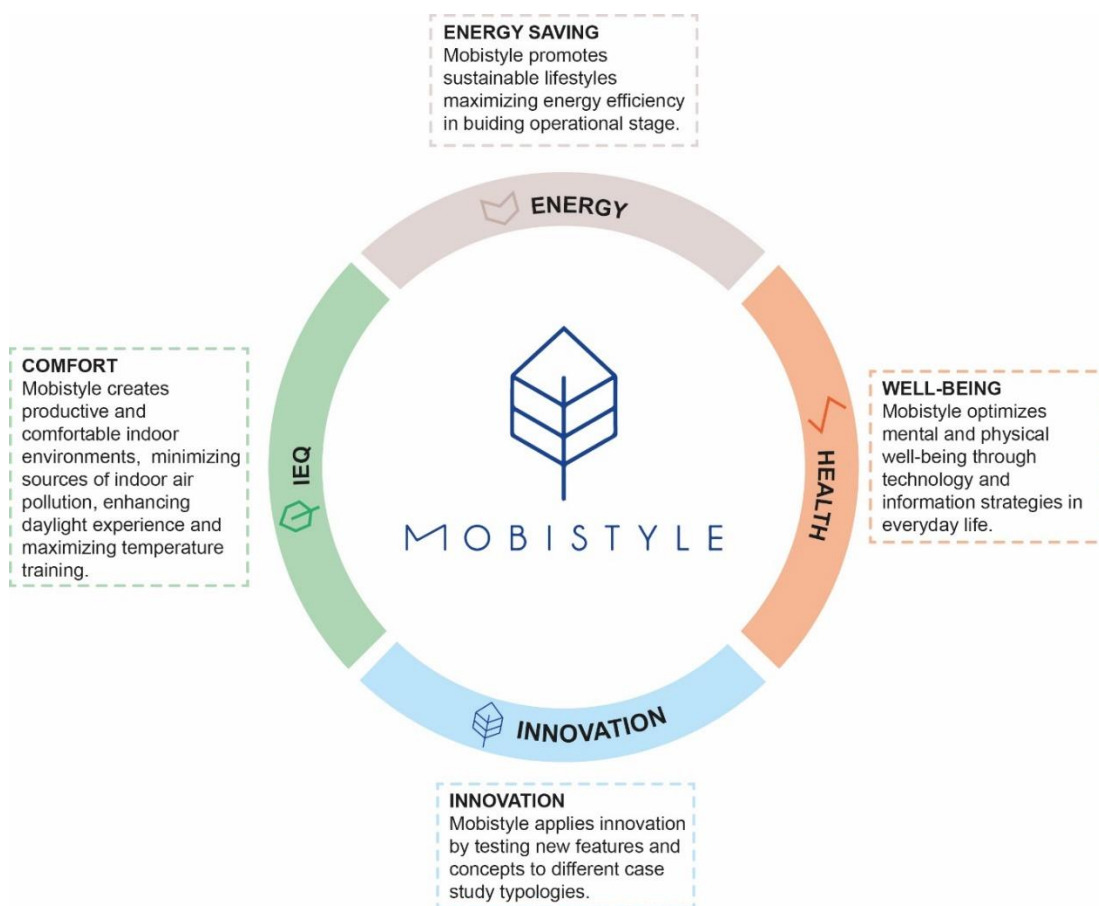 ENERGY SAVING
Mobistyle promotes
sustainable lifestyles
maximizing energy efficiency
in buiding operational stage.
ENERGY
COMFORT
Mobistyle creates
productive and
comfortable indoor
environments, minimizing
sources of indoor air
pollution, enhancing
daylight experience and
maximizing temperature
training.
IEQ
MOBISTYLE
HEALTH
WELL-BEING
Mobistyle optimizes
mental and physical
well-being through
technology and
information strategies in
everyday life.
INNOVATION
INNOVATION
Mobistyle applies innovation
by testing new features and
concepts to different case
study typologies.